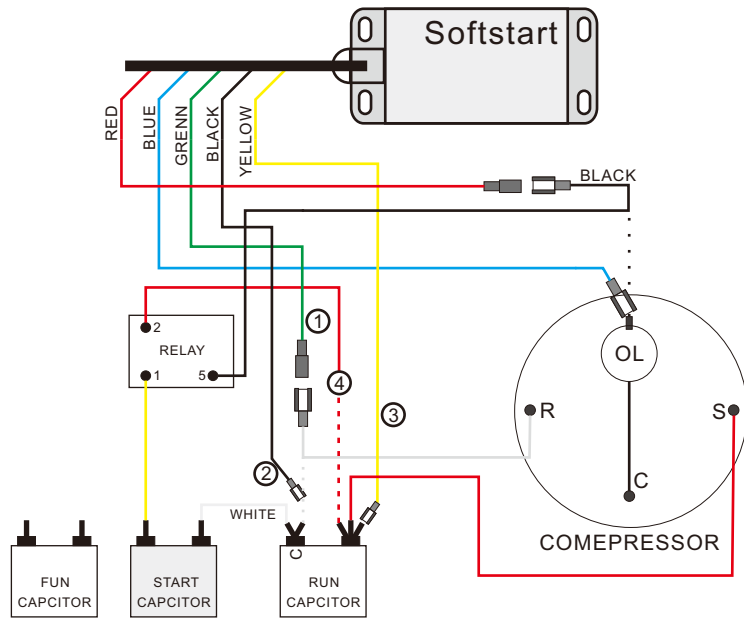 Softstart
RED
BLUE
GRENN
BLACK
YELLOW
BLACK
2
RELAY
1
5
1
4
3
2
OL
R
S
C
COMEPRESSOR
WHITE
C
FUN
CAPCITOR
START
CAPCITOR
RUN
CAPCITOR